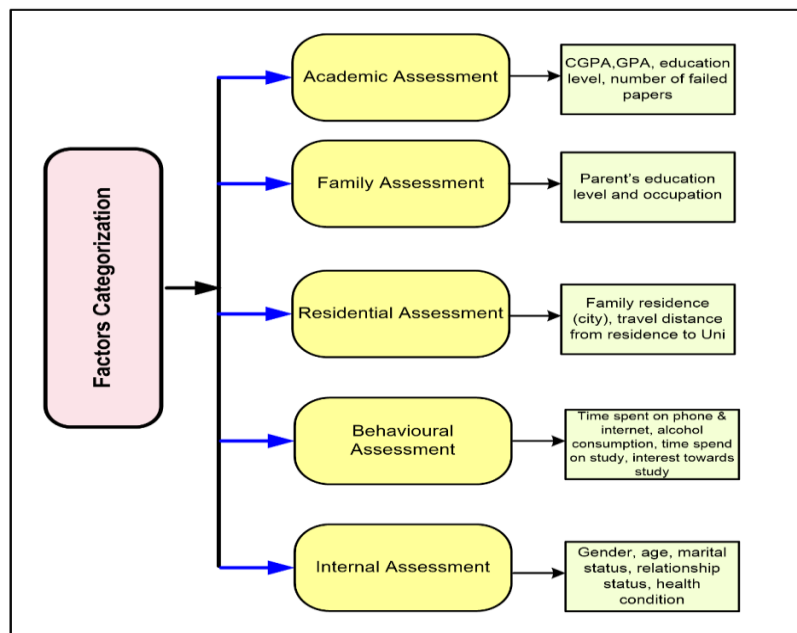 Factors Categorization
Academic Assessment
CGPA,GPA, education
level, number of failed
papers
Family Assessment
Parent's education
level and occupation
Residential Assessment
Family residence
(city), travel distance
from residence to Uni
Behavioural
Assessment
Time spent on phone &
internet, alcohol
consumption, time spend
on study, interest towards
study
Internal Assessment
Gender, age, marital
status, relationship
status, health
condition